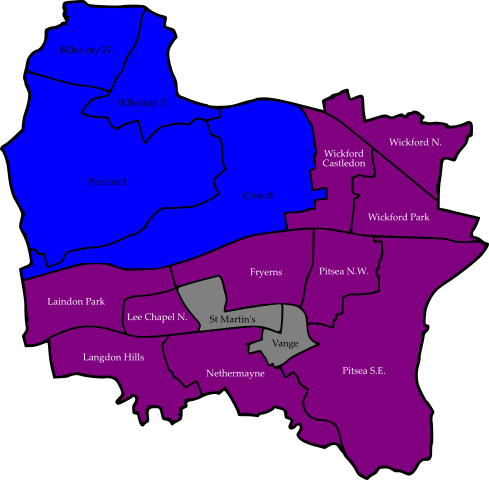 Billericay W.
Billericay E.
Burstead
Crouch
Wickford
Castledon
Wickford N.
Wickford Park
Fryerns
Pitsea N.W.
Laindon Park
Lee Chapel N.
St Martin's
Vange
Langdon Hills
Nethermayne
Pitsea S.E.